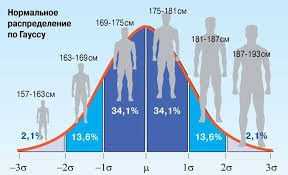 Нормальное
распределение
по Гауссу
175-181см
169-175см
181-187см
163-169см
187-193см
157-163см
34,1%
34,1%
2,1%
13,6%
13,6%
2,1%
−3σ
−2σ
−1σ
μ
1σ
2σ
3σ